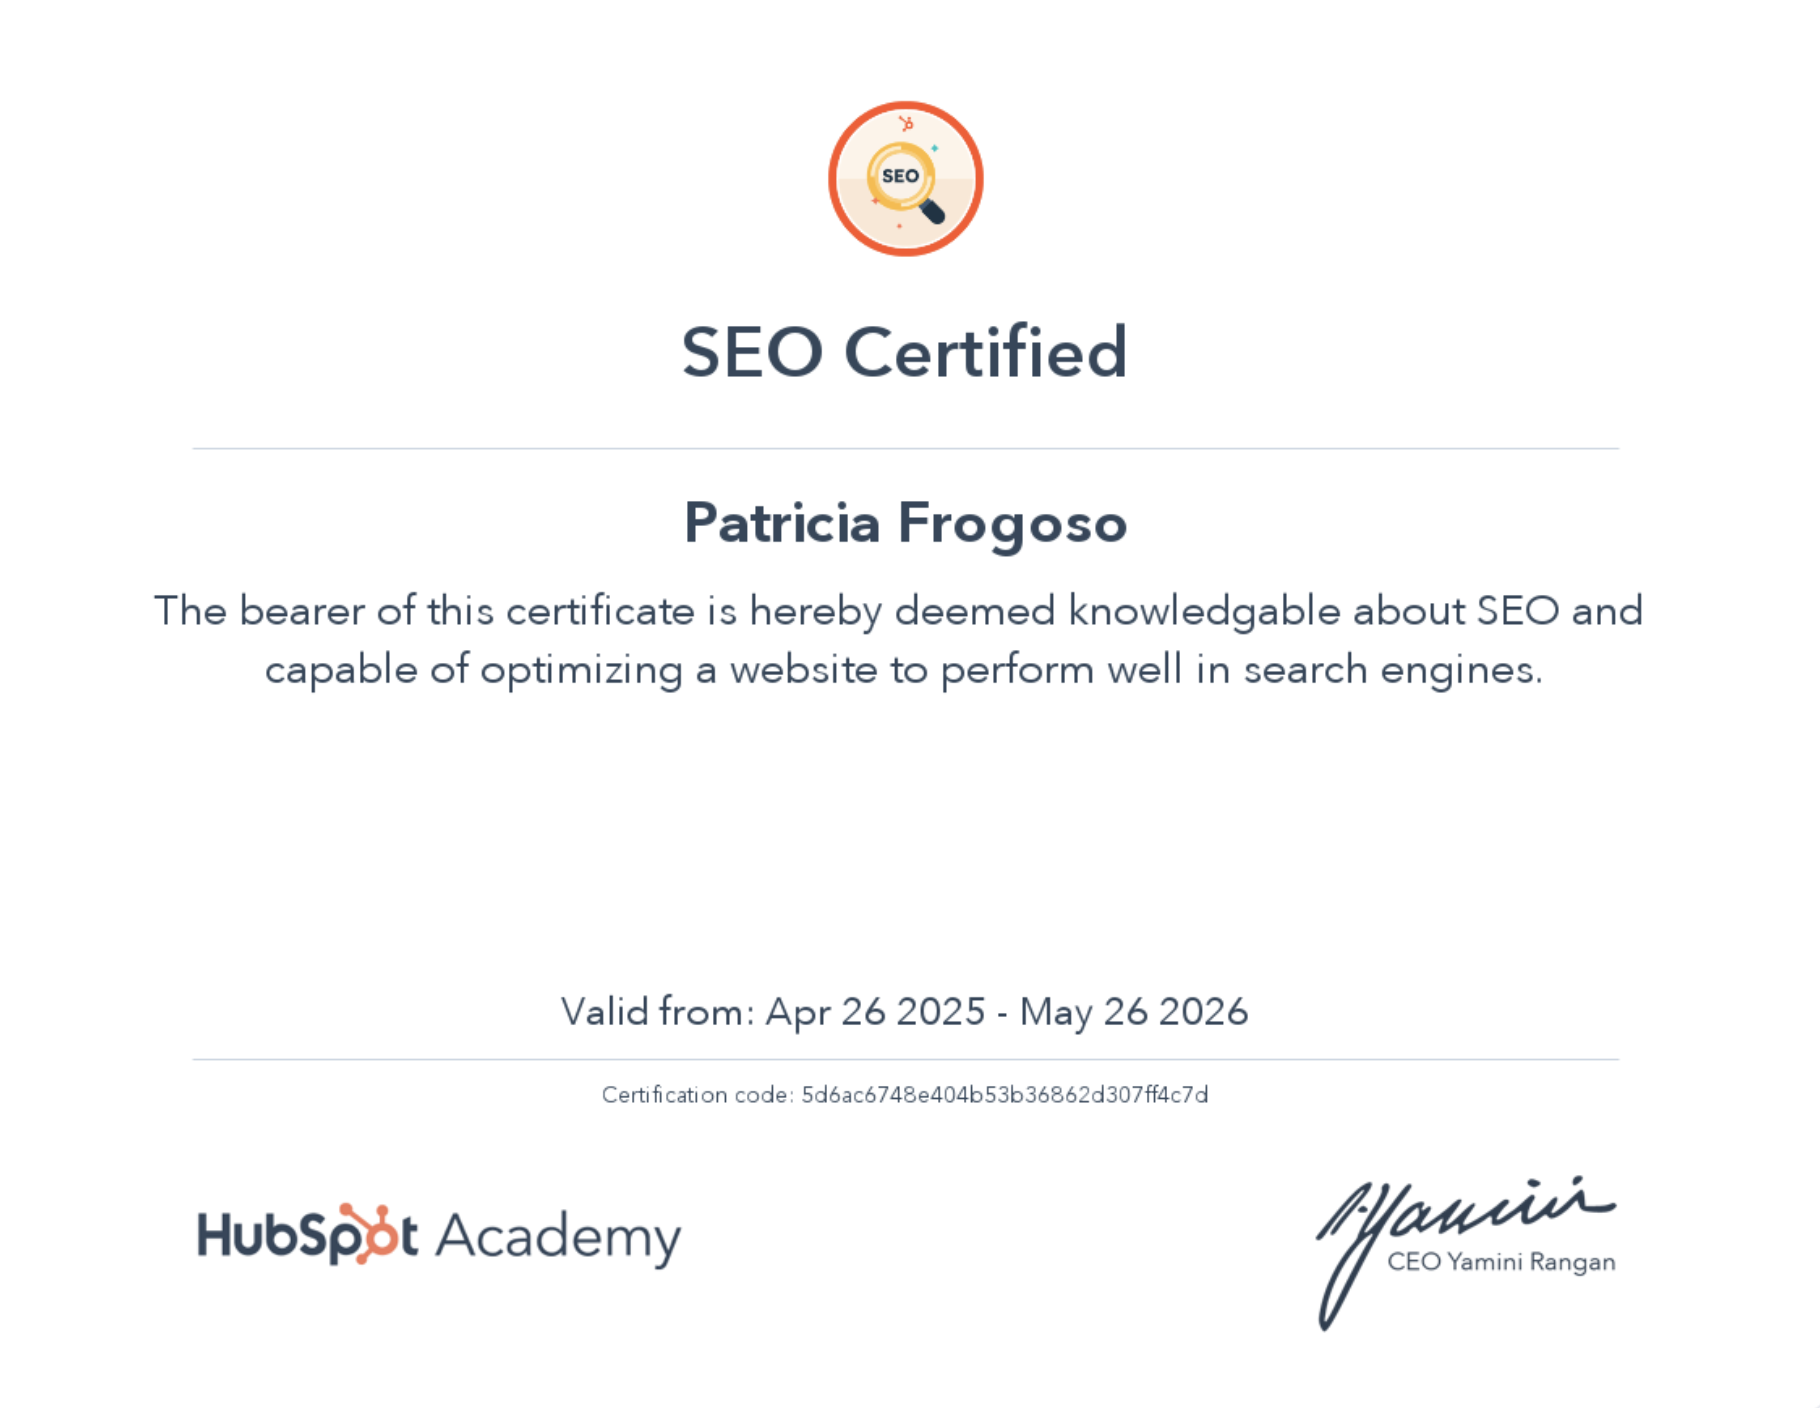 SEO
SEO Certified
Patricia Frogoso
The bearer of this certificate is hereby deemed knowledgable about SEO and
capable of optimizing a website to perform well in search engines.
Valid from: Apr 26 2025 - May 26 2026
Certification code: 5d6ac6748e404b53b36862d307ff4c7d
HubSpot Academy
Yamini
CEO Yamini Rangan